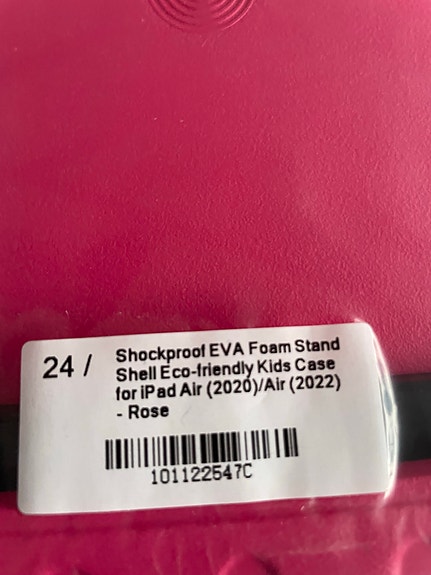 24 /
Shockproof EVA Foam Stand
Shell Eco-friendly Kids Case
for iPad Air (2020)/Air (2022)
- Rose
101122547C